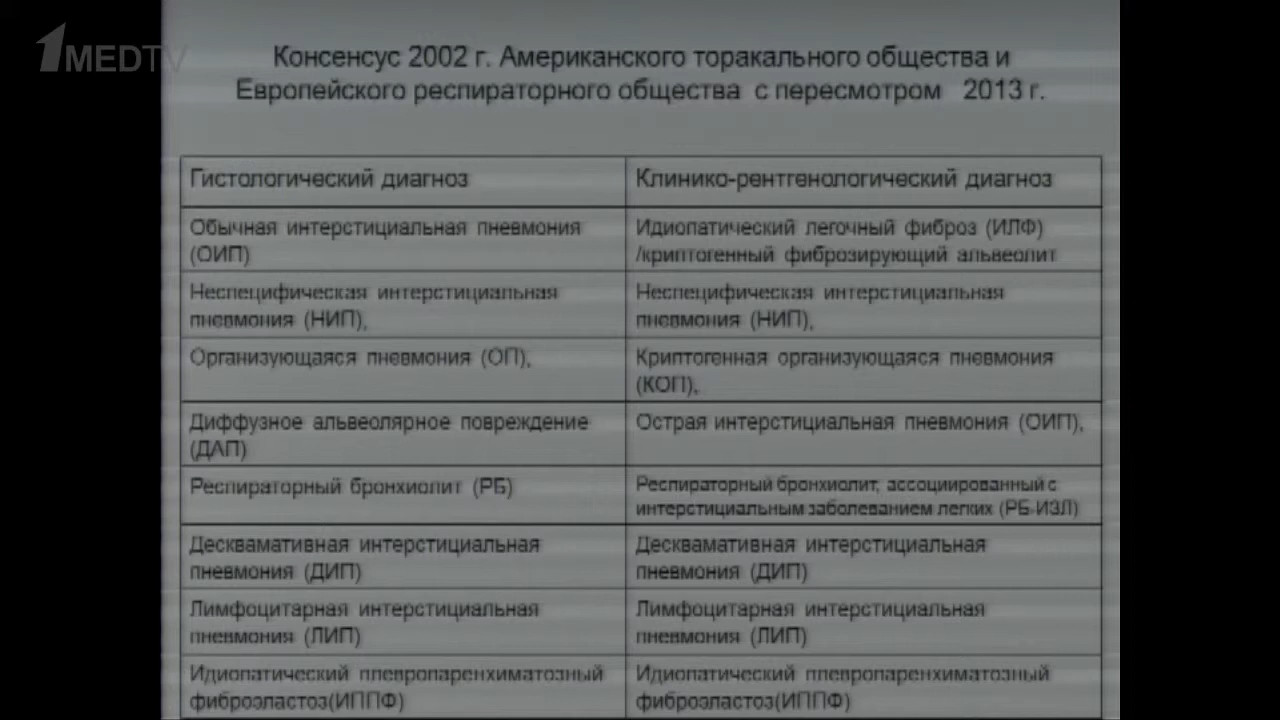 1MEDTV
Консенсус 2002 г. Американского торакального общества и
Европейского респираторного общества с пересмотром 2013 г.
Гистологический диагноз
Клинико-рентгенологический диагноз
Обычная интерстициальная пневмония
(ОИП)
Идиопатический легочный фиброз (ИЛФ)
/криптогенный фиброзирующий альвеолит
Неспецифическая интерстициальная
пневмония (НИП),
Неспецифическая интерстициальная
пневмония (НИП),
Организующаяся пневмония (ОП),
Криптогенная организующаяся пневмония
(КОП),
Диффузное альвеолярное повреждение
(ДАП)
Острая интерстициальная пневмония (ОИП),
Респираторный бронхиолит (РБ)
Респираторный бронхиолит, ассоциированный с
интерстициальным заболеванием легких (РБ-ИЗЛ)
Десквамативная интерстициальная
пневмония (ДИП)
Десквамативная интерстициальная
пневмония (ДИП)
Лимфоцитарная интерстициальная
пневмония (ЛИП)
Лимфоцитарная интерстициальная
пневмония (ЛИП)
Идиопатический плевропаренхиматозный
фиброэластоз(ИППФ)
Идиопатический плевропаренхиматозный
фиброэластоз(ИППФ)